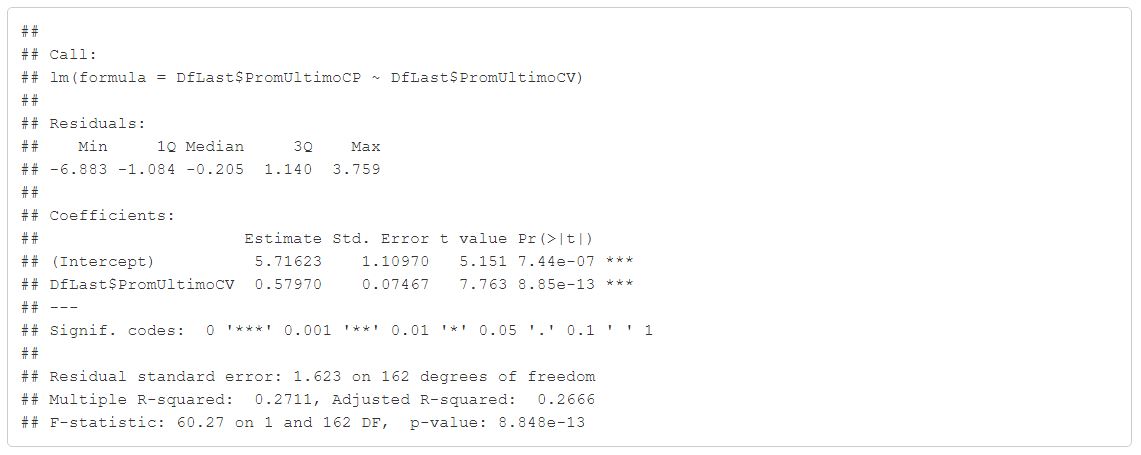 ##
## Call:
## lm(formula = DfLast$PromUltimoCP ~ DfLast$PromUltimoCV)
##
## Residuals:
##    Min     1Q Median     3Q    Max
## -6.883 -1.084 -0.205  1.140  3.759
##
## Coefficients:
##                     Estimate Std. Error t value Pr(>|t|)
## (Intercept)          5.71623    1.10970   5.151 7.44e-07 ***
## DfLast$PromUltimoCV  0.57970    0.07467   7.763 8.85e-13 ***
## ---
## Signif. codes:  0 '***' 0.001 '**' 0.01 '*' 0.05 '.' 0.1 ' ' 1
##
## Residual standard error: 1.623 on 162 degrees of freedom
## Multiple R-squared:  0.2711, Adjusted R-squared:  0.2666
## F-statistic: 60.27 on 1 and 162 DF,  p-value: 8.848e-13